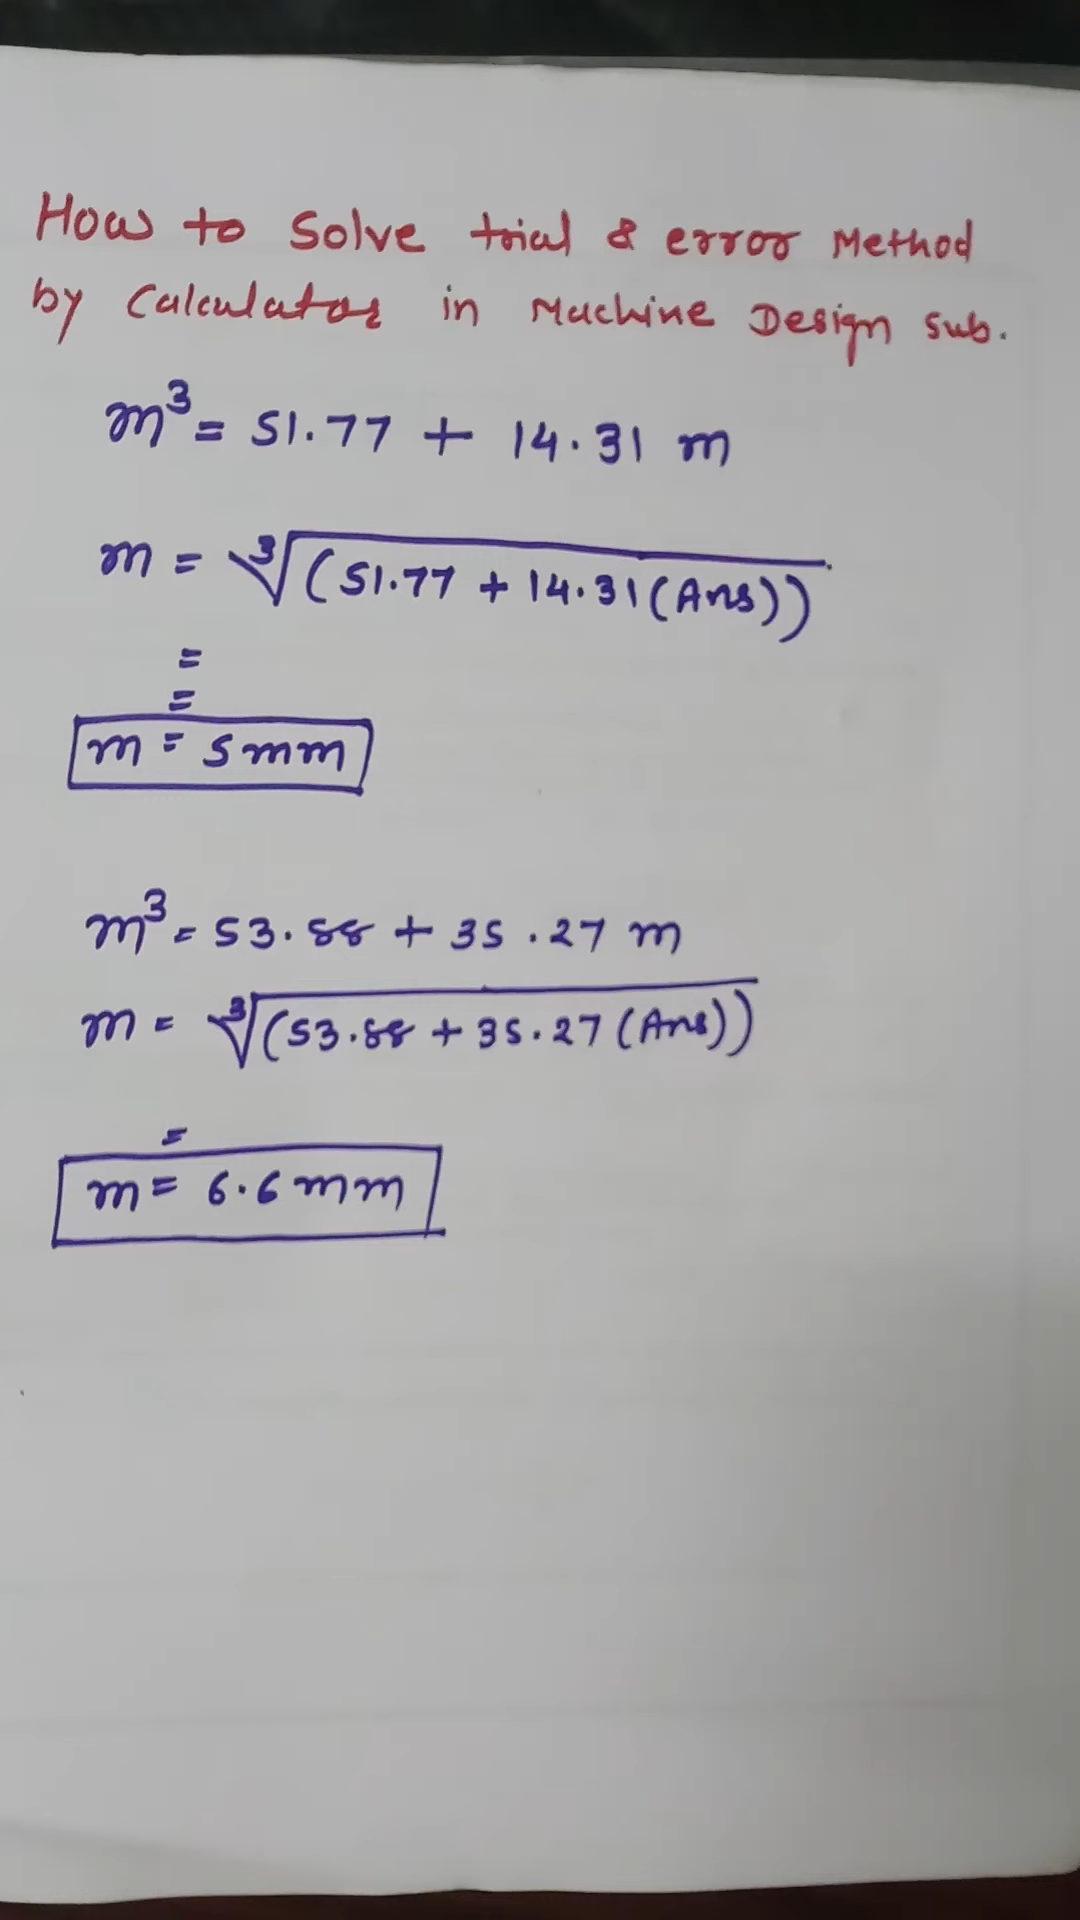 How to solve trial & error Method
by Calculator in Machine Design sub.
m³ = 51.77 + 14.31 m
m = ∛(51.77 + 14.31(Ans))
=
=
m = 5mm
m³ = 53.88 + 35.27 m
m = ∛(53.88 + 35.27(Ans))
=
m = 6.6mm